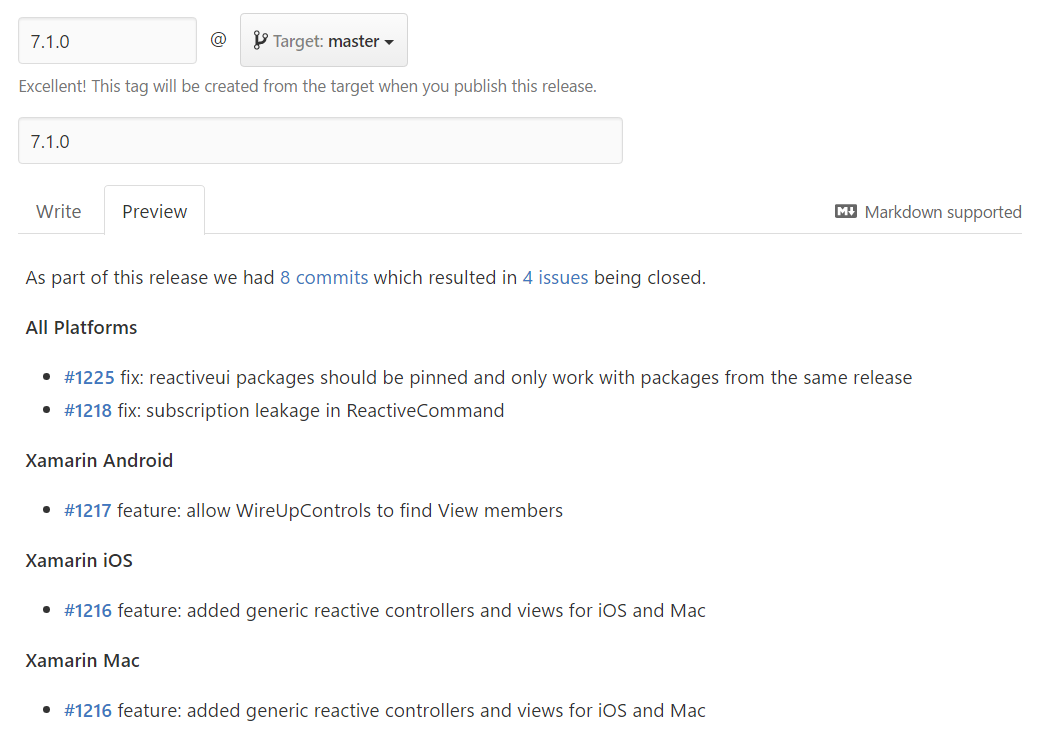 7.1.0 @ Target: master
Excellent! This tag will be created from the target when you publish this release.
7.1.0
Write Preview M↓ Markdown supported
As part of this release we had 8 commits which resulted in 4 issues being closed.
All Platforms
• #1225 fix: reactiveui packages should be pinned and only work with packages from the same release
• #1218 fix: subscription leakage in ReactiveCommand
Xamarin Android
• #1217 feature: allow WireUpControls to find View members
Xamarin iOS
• #1216 feature: added generic reactive controllers and views for iOS and Mac
Xamarin Mac
• #1216 feature: added generic reactive controllers and views for iOS and Mac